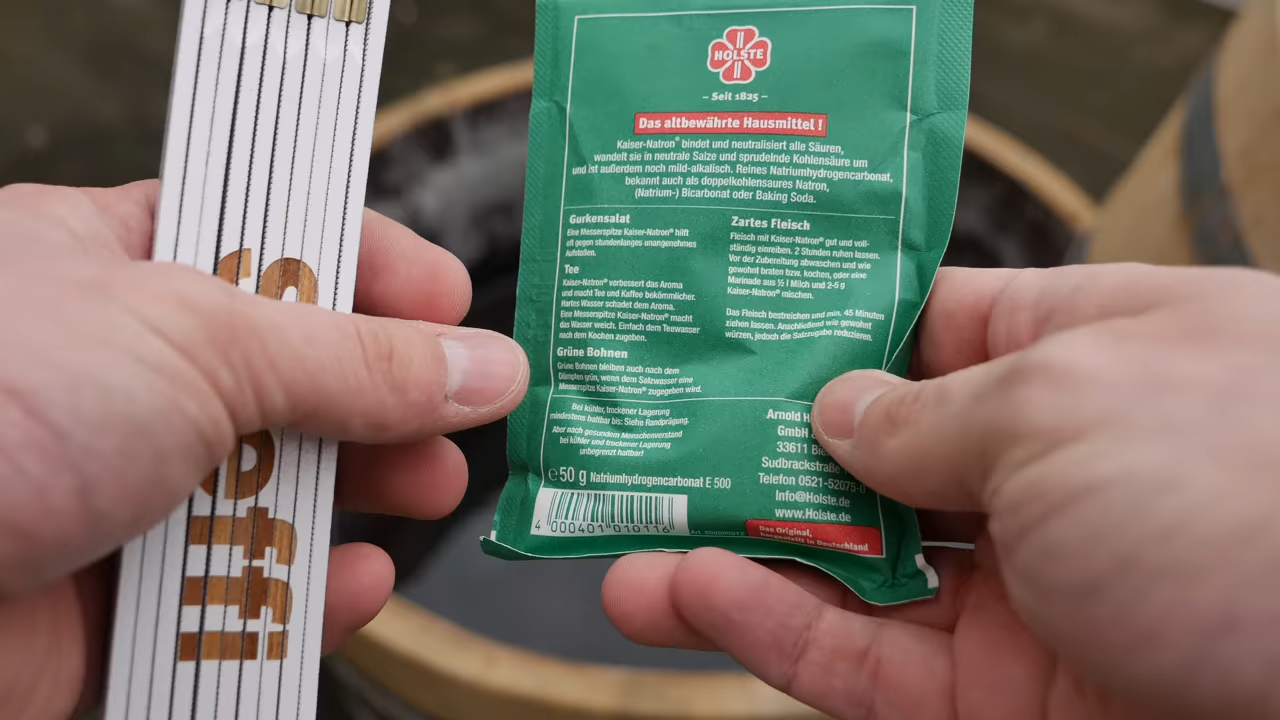 HOLSTE
– Seit 1825 –
Das altbewährte Hausmittel !
Kaiser-Natron® bindet und neutralisiert alle Säuren,
wandelt sie in neutrale Salze und sprudelnde Kohlensäure um
und ist außerdem noch mild-alkalisch. Reines Natriumhydrogencarbonat,
bekannt auch als doppelkohlensaures Natron,
(Natrium-) Bicarbonat oder Baking Soda.
Gurkensalat
Eine Messerspitze Kaiser-Natron® hilft
oft gegen stundenlanges unangenehmes
Aufstoßen.
Tee
Kaiser-Natron® verbessert das Aroma
und macht Tee und Kaffee bekömmlicher.
Hartes Wasser schadet dem Aroma.
Eine Messerspitze Kaiser-Natron® macht
das Wasser weich. Einfach dem Teewasser
nach dem Kochen zugeben.
Grüne Bohnen
Grüne Bohnen bleiben auch nach dem
Dämpfen grün, wenn dem Salzwasser eine
Messerspitze Kaiser-Natron® zugegeben wird.
Zartes Fleisch
Fleisch mit Kaiser-Natron® gut und voll-
ständig einreiben. 2 Stunden ruhen lassen.
Vor der Zubereitung abwaschen und wie
gewohnt braten bzw. kochen, oder eine
Marinade aus ½ l Milch und 2-5 g
Kaiser-Natron® mischen.
Das Fleisch bestreichen und min. 45 Minuten
ziehen lassen. Anschließend wie gewohnt
würzen, jedoch die Salzzugabe reduzieren.
Bei kühler, trockener Lagerung
mindestens haltbar bis: Siehe Randprägung.
Aber nach gesundem Menschenverstand
bei kühler und trockener Lagerung
unbegrenzt haltbar!
e 50 g Natriumhydrogencarbonat E 500
4 000401 010116
Arnold
GmbH
33611
Sudbrackstraße
Telefon 0521-52075-0
Info@Holste.de
www.Holste.de
Das Original,
hergestellt in Deutschland